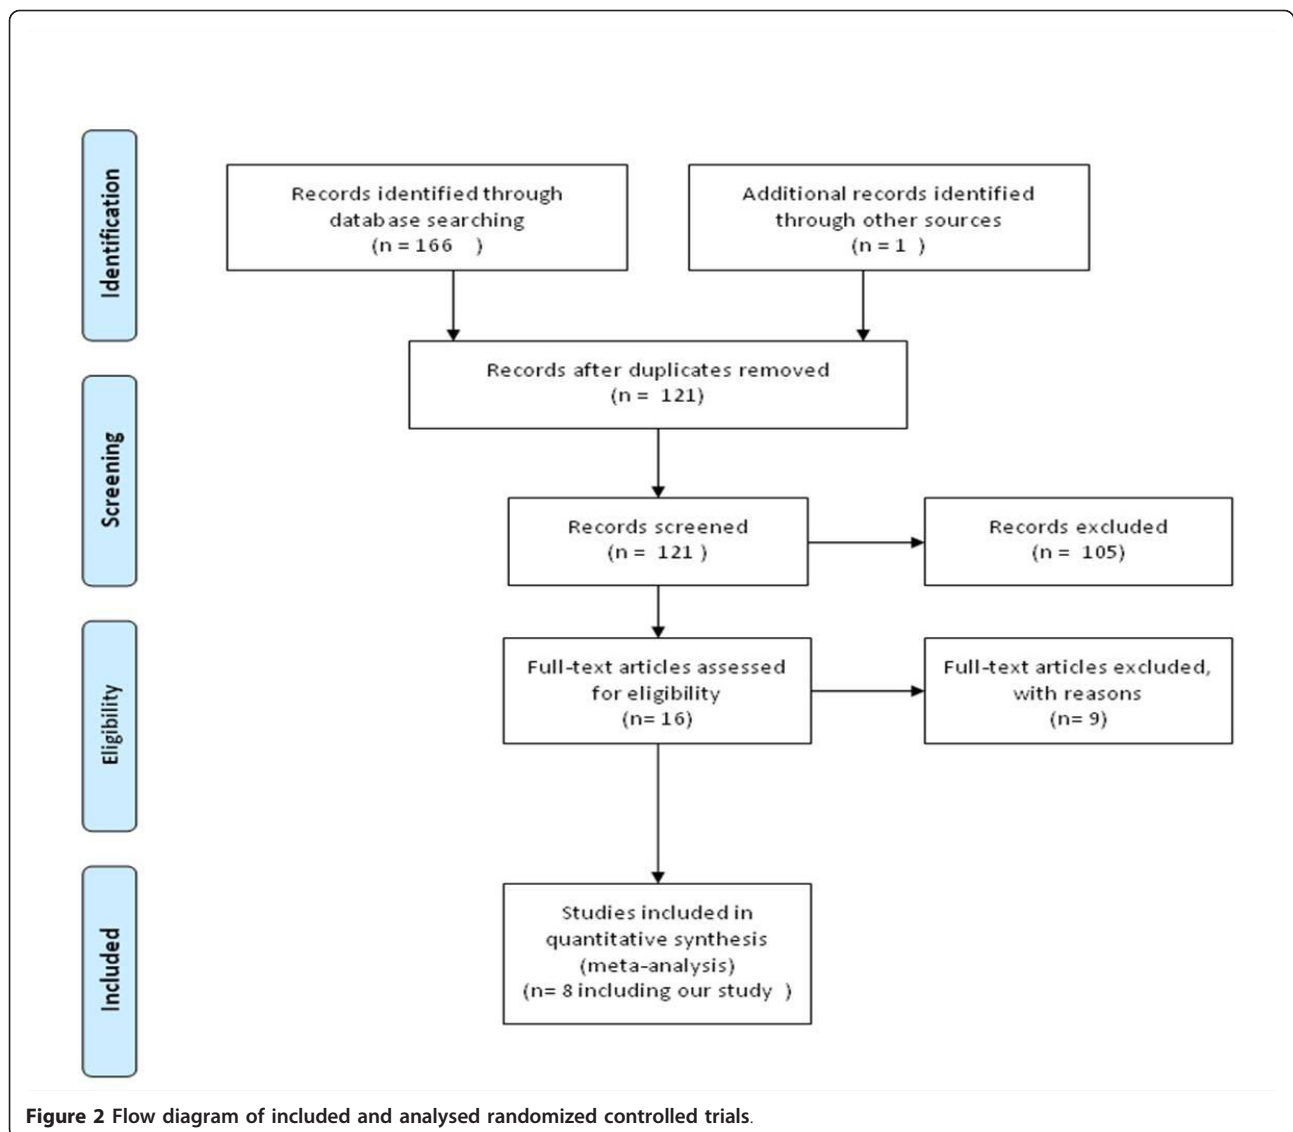 Identification
Records identified through
database searching
(n = 166 )
Additional records identified
through other sources
(n = 1 )
Records after duplicates removed
(n = 121)
Screening
Records screened
(n = 121 )
Records excluded
(n = 105)
Eligibility
Full-text articles assessed
for eligibility
(n= 16)
Full-text articles excluded,
with reasons
(n= 9)
Included
Studies included in
quantitative synthesis
(meta-analysis)
(n= 8 including our study )
Figure 2 Flow diagram of included and analysed randomized controlled trials.